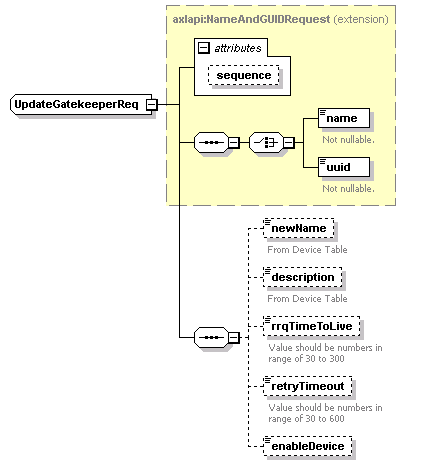 axlapi:NameAndGUIDRequest (extension)
attributes
sequence
UpdateGatekeeperReq
name
Not nullable.
uuid
Not nullable.
newName
From Device Table
description
From Device Table
rrqTimeToLive
Value should be numbers in
range of 30 to 300
retryTimeout
Value should be numbers in
range of 30 to 600
enableDevice